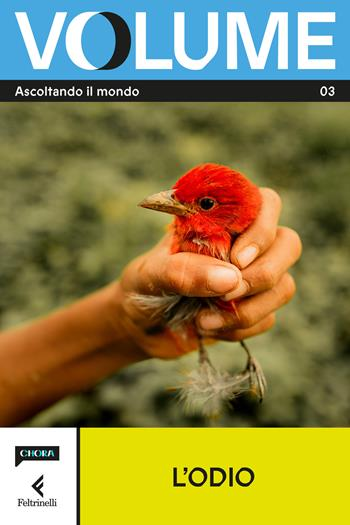 VOLUME
Ascoltando il mondo 03
CHORA
Feltrinelli
L'ODIO